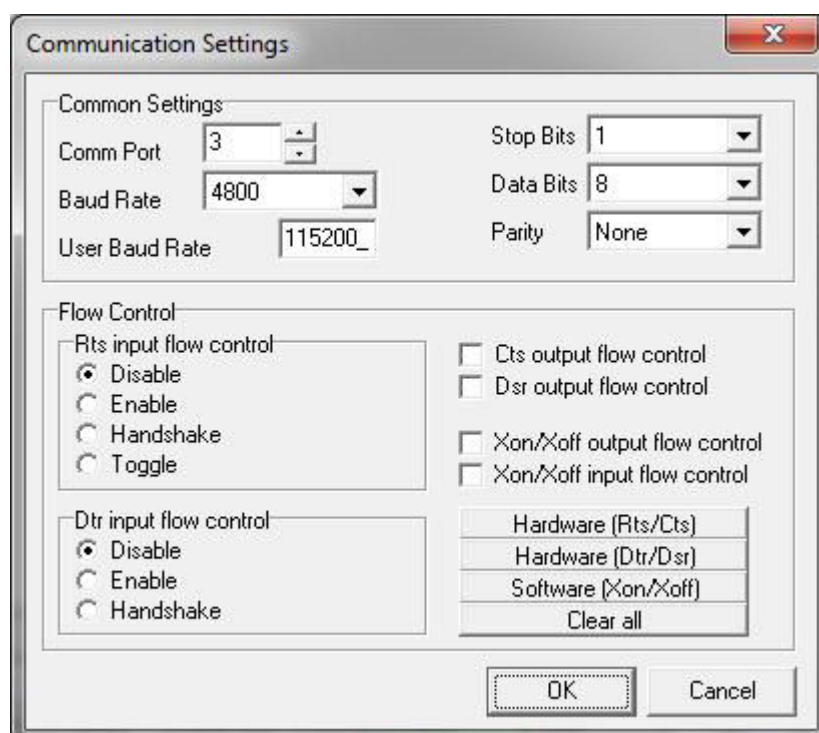 Communication Settings
Common Settings
Comm Port 3
Baud Rate 4800
User Baud Rate 115200_
Stop Bits 1
Data Bits 8
Parity None
Flow Control
Rts input flow control
Disable
Enable
Handshake
Toggle
Dtr input flow control
Disable
Enable
Handshake
Cts output flow control
Dsr output flow control
Xon/Xoff output flow control
Xon/Xoff input flow control
Hardware (Rts/Cts)
Hardware (Dtr/Dsr)
Software (Xon/Xoff)
Clear all
OK
Cancel